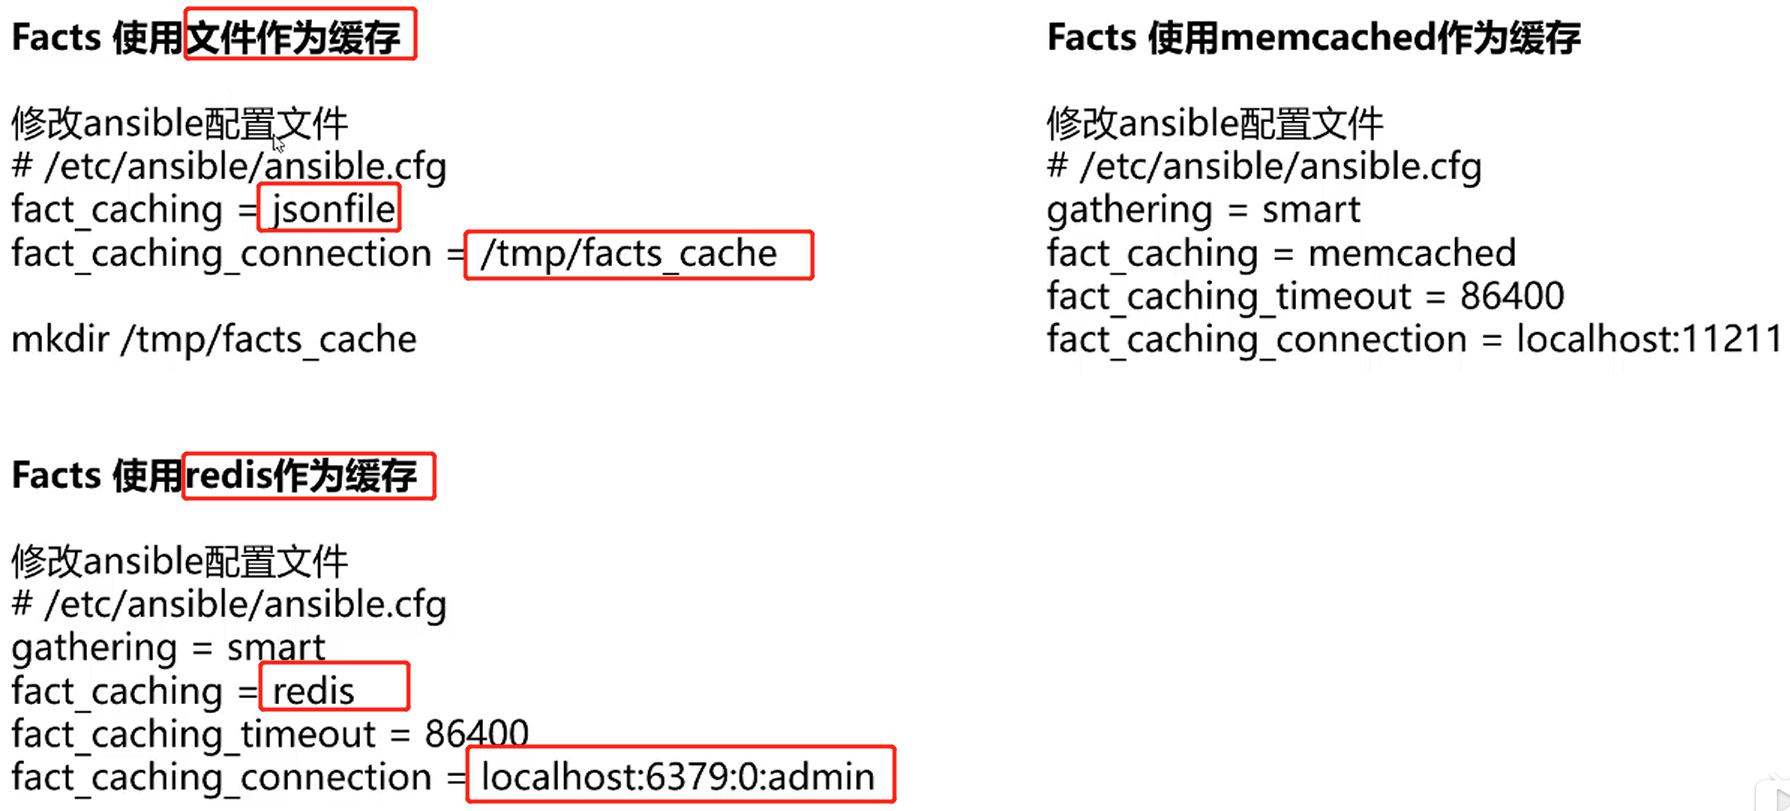 Facts 使用文件作为缓存
修改ansible配置文件
# /etc/ansible/ansible.cfg
fact_caching = jsonfile
fact_caching_connection = /tmp/facts_cache
mkdir /tmp/facts_cache
Facts 使用memcached作为缓存
修改ansible配置文件
# /etc/ansible/ansible.cfg
gathering = smart
fact_caching = memcached
fact_caching_timeout = 86400
fact_caching_connection = localhost:11211
Facts 使用redis作为缓存
修改ansible配置文件
# /etc/ansible/ansible.cfg
gathering = smart
fact_caching = redis
fact_caching_timeout = 86400
fact_caching_connection = localhost:6379:0:admin